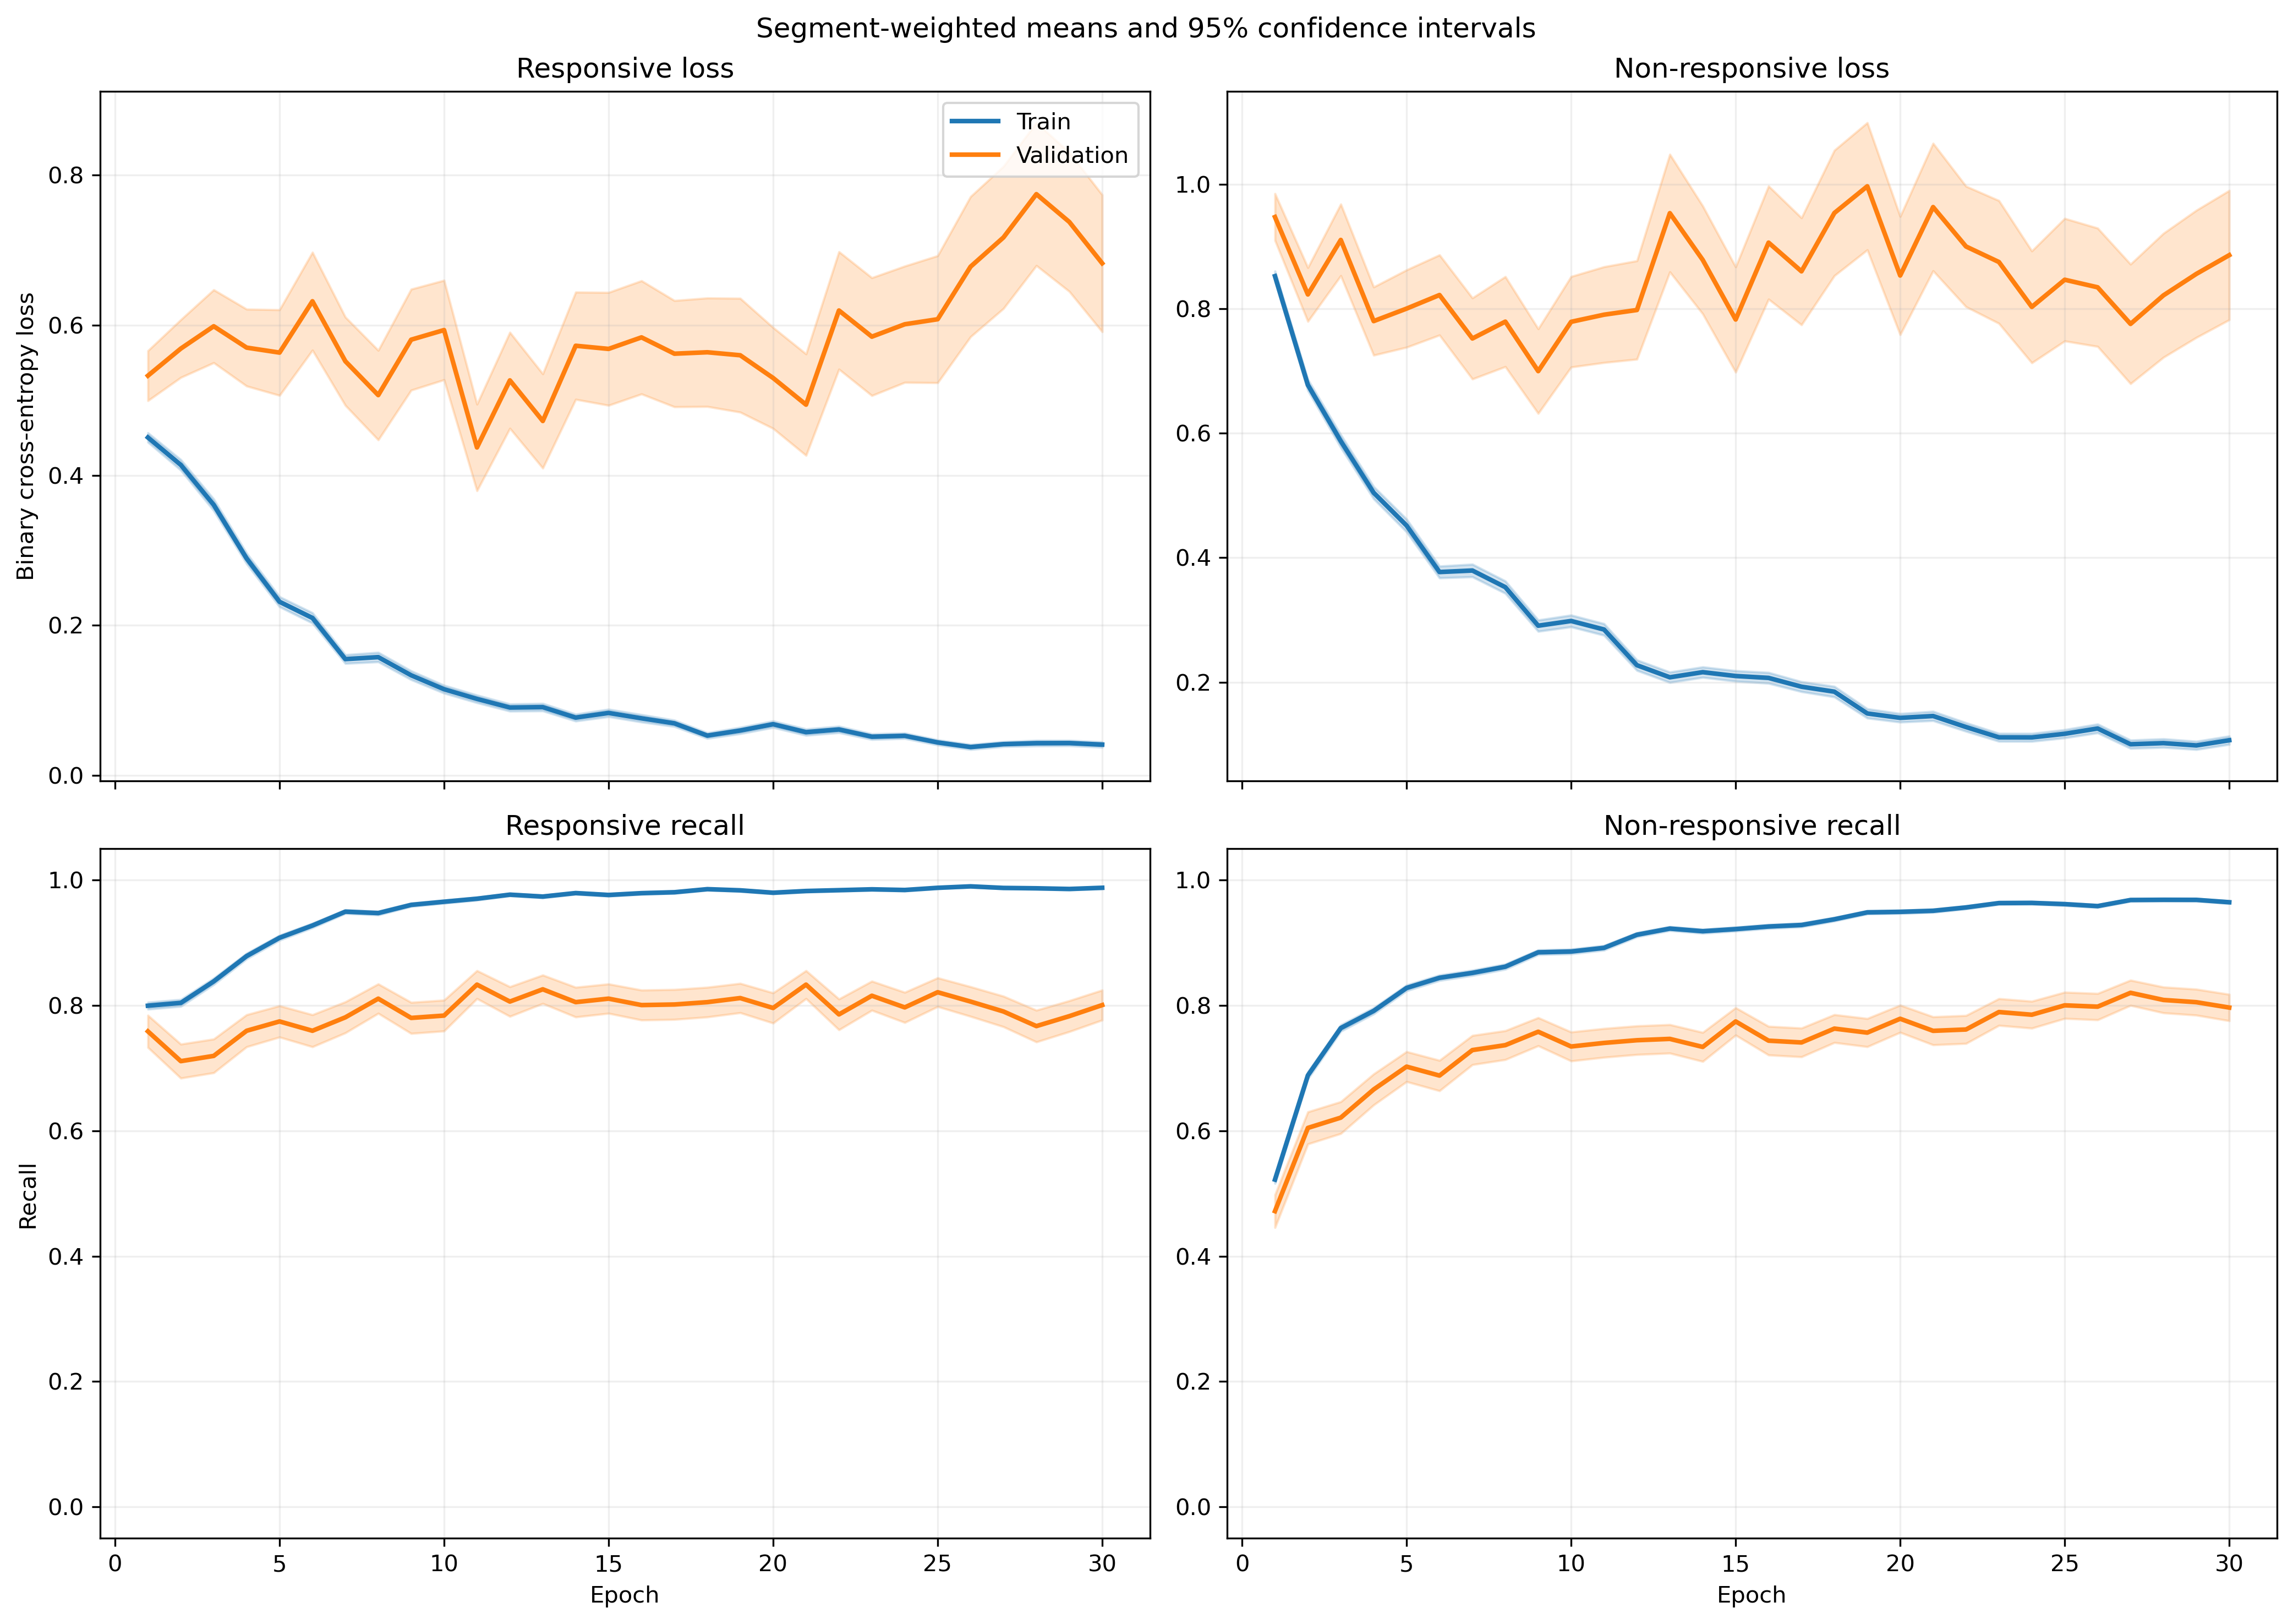 Segment-weighted means and 95% confidence intervals
Responsive loss
Non-responsive loss
Train
Validation
Binary cross-entropy loss
0.8
0.6
0.4
0.2
0.0
1.0
0.8
0.6
0.4
0.2
Responsive recall
Non-responsive recall
Recall
1.0
0.8
0.6
0.4
0.2
0.0
0 5 10 15 20 25 30
Epoch
1.0
0.8
0.6
0.4
0.2
0.0
0 5 10 15 20 25 30
Epoch